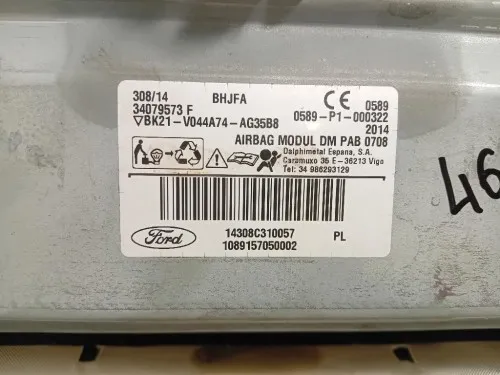 308/14 BHJFA
34079573 F CE 0589
▽BK21-V044A74-AG35B8 0589-P1-000322
2014
AIRBAG MODUL DM PAB 0708
Dalphimetal Espana, S.A.
Caramuxo 35 E-36213 Vigo
Tel: 34 986293129
Ford 14308C310057 PL
1089157050002
46